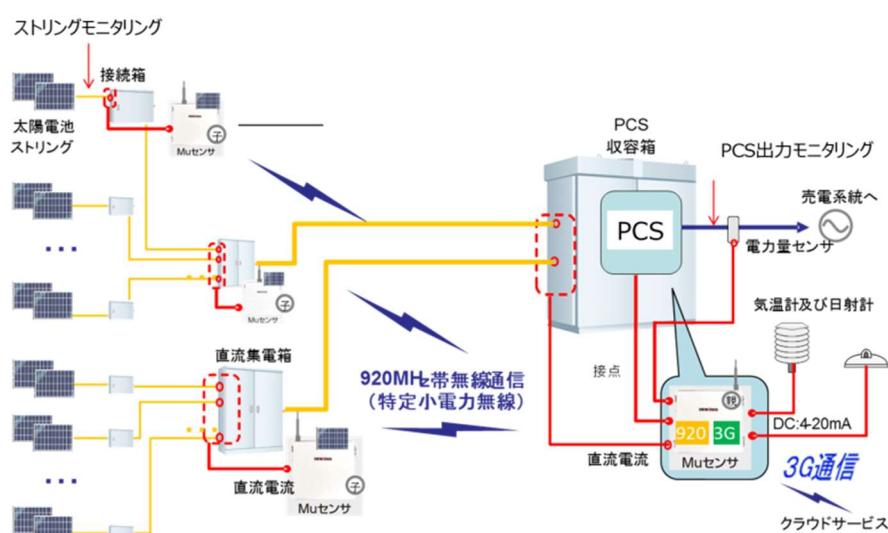 ストリングモニタリング
接続箱
太陽電池
ストリング
子
Muセンサ
PCS
収容箱
PCS出力モニタリング
売電系統へ
PCS
電力量センサ
子
Muセンサ
気温計及び日射計
直流集電箱
920MHz帯無線通信
（特定小電力無線）
接点
親
920
3G
DC:4-20mA
Muセンサ
直流電流
3G通信
直流電流
子
Muセンサ
クラウドサービス